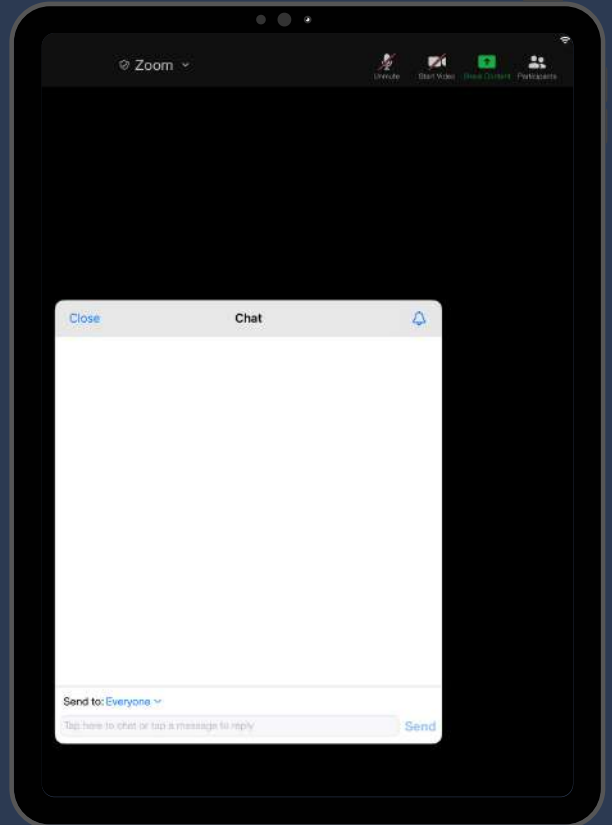 Zoom
Unmute Start Video Share Content Participants
Close Chat
Send to: Everyone
Tap here to chat or tap a message to reply
Send